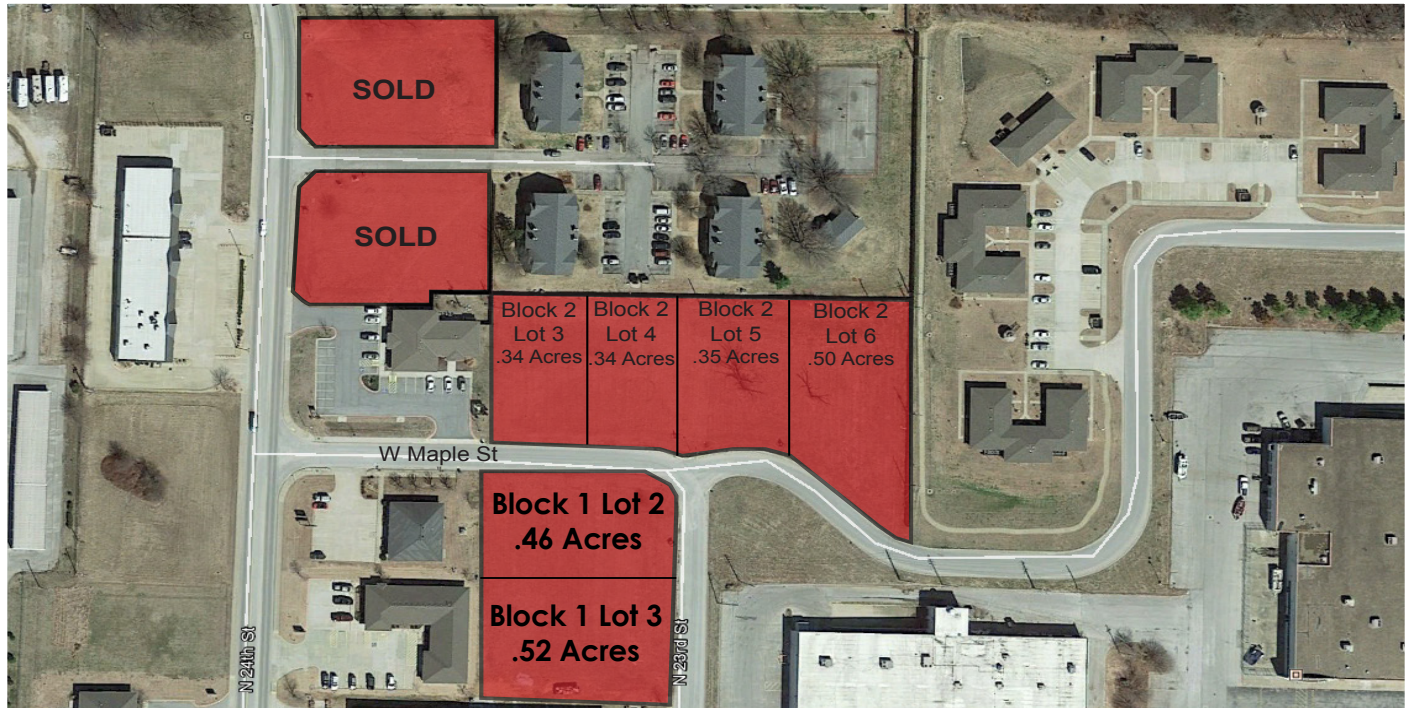 SOLD
SOLD
Block 2
Lot 3
.34 Acres
Block 2
Lot 4
.34 Acres
Block 2
Lot 5
.35 Acres
Block 2
Lot 6
.50 Acres
W Maple St
Block 1 Lot 2
.46 Acres
Block 1 Lot 3
.52 Acres
N 24th St
N 23rd St